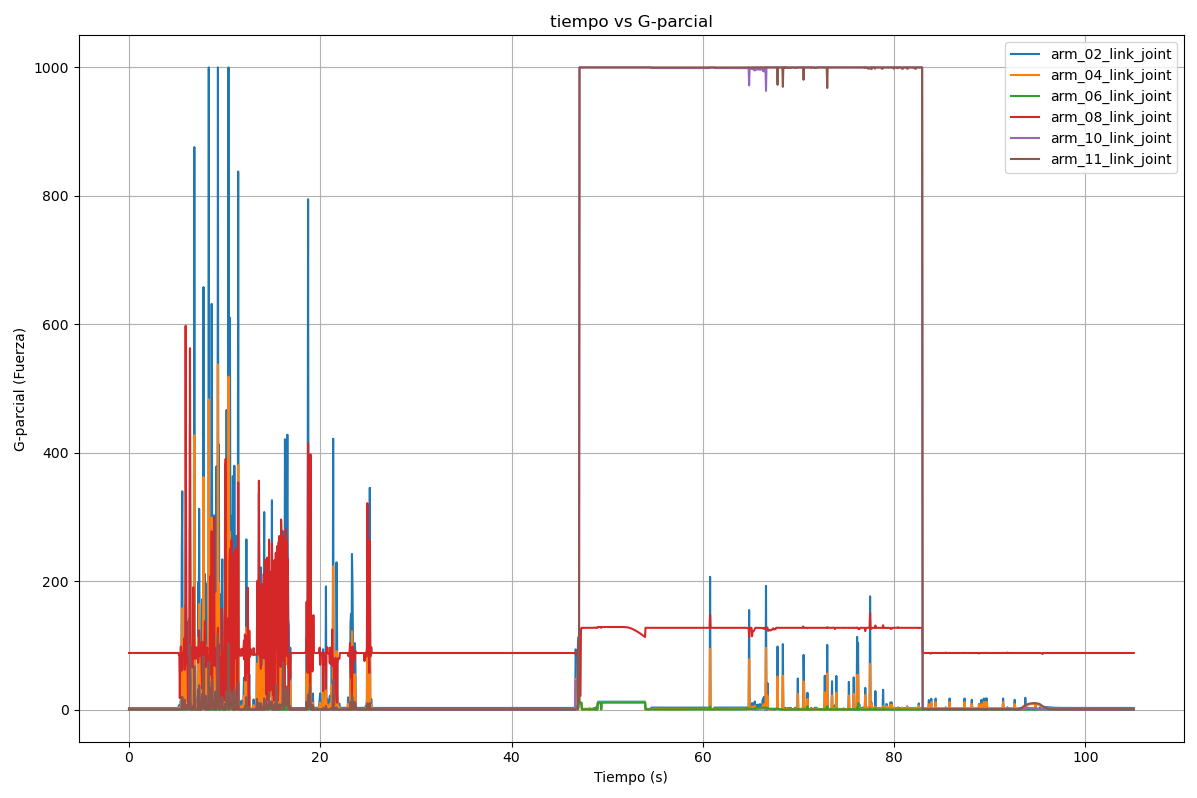 tiempo vs G-parcial
1000
800
600
400
200
0
G-parcial (Fuerza)
0 20 40 60 80 100
Tiempo (s)
arm_02_link_joint
arm_04_link_joint
arm_06_link_joint
arm_08_link_joint
arm_10_link_joint
arm_11_link_joint